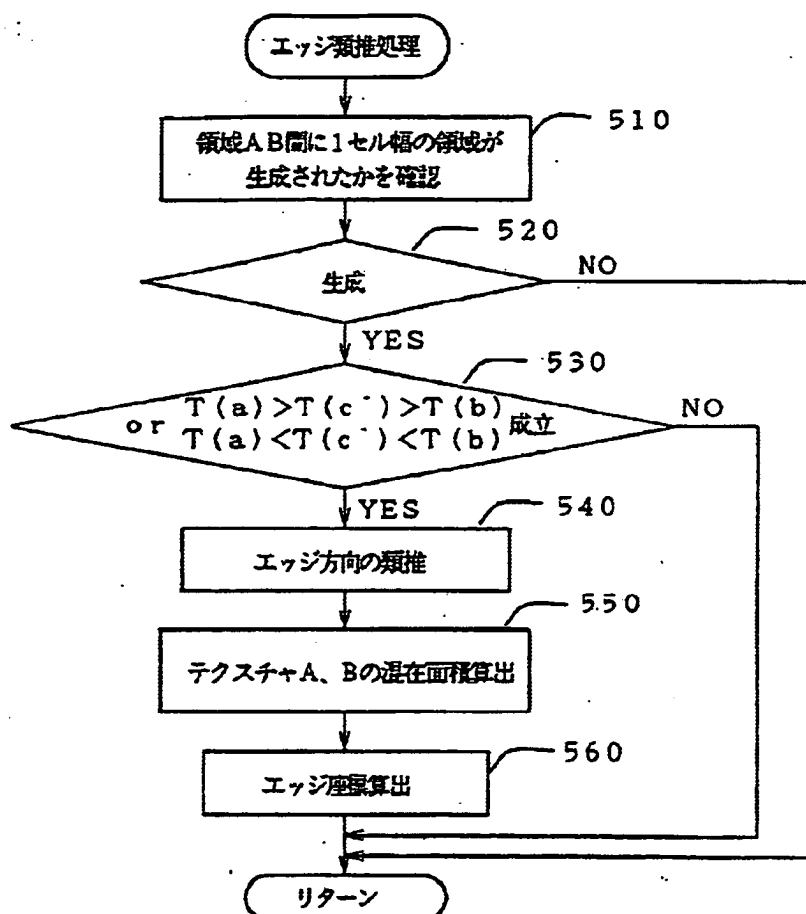 エッジ類推処理
領域AB間に1セル幅の領域が
生成されたかを確認
510
520
生成
NO
YES
530
T(a)>T(c')>T(b)
or 成立
T(a)<T(c')<T(b)
NO
YES
540
エッジ方向の類推
550
テクスチャA、Bの混在面積算出
560
エッジ座標算出
リターン